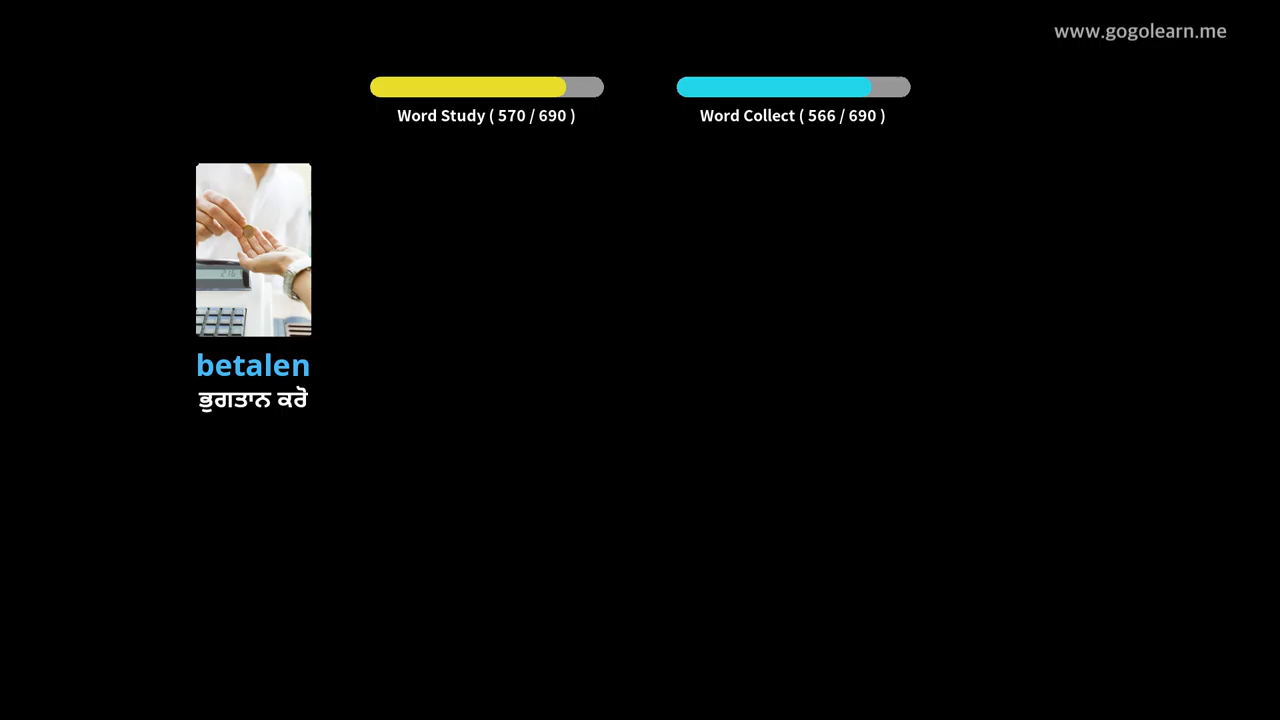 www.gogolearn.me
Word Study ( 570 / 690 )
Word Collect ( 566 / 690 )
betalen
ਭੁਗਤਾਨ ਕਰੋ